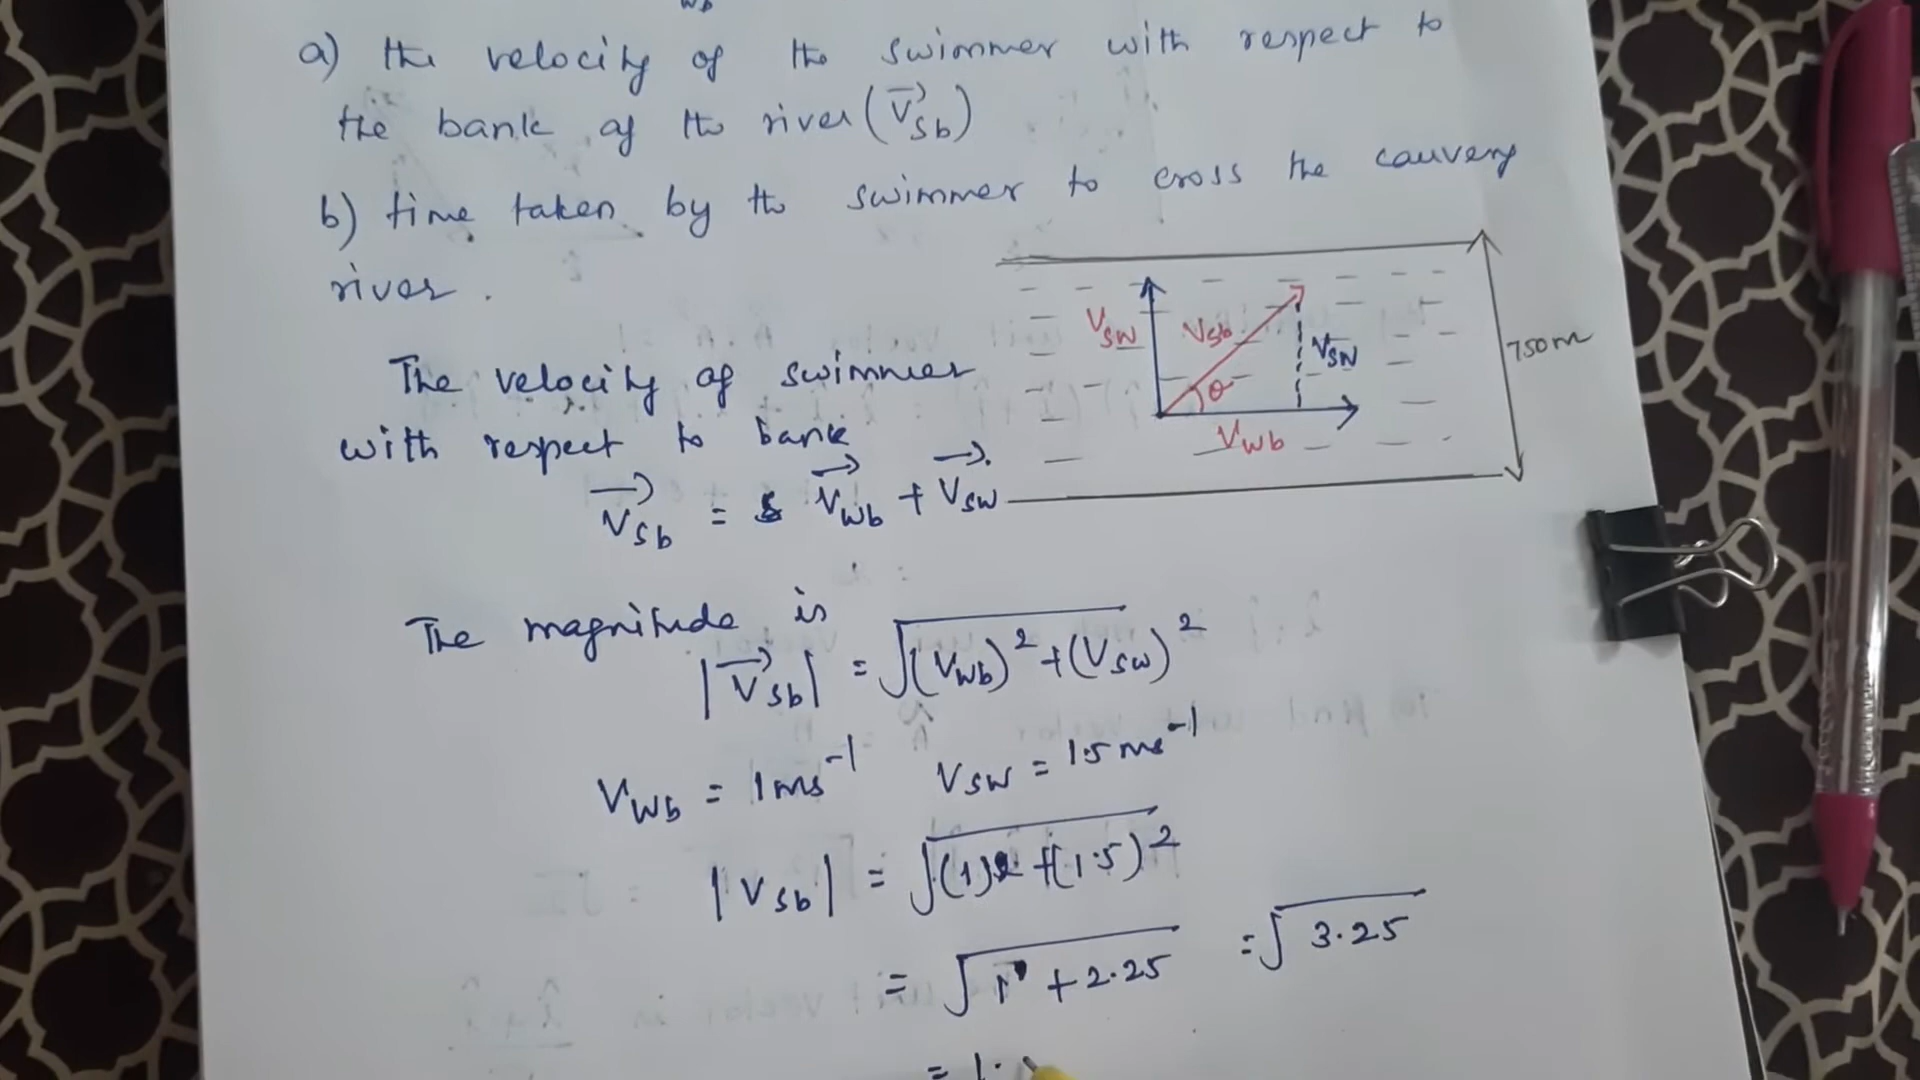 a) the velocity of the swimmer with respect to
the bank of the river (V⃗sb)
b) time taken by the swimmer to cross the cauvery
river.
Vsw
Vsb
Vsw
θ
Vwb
750m
The velocity of swimmer
with respect to bank
V⃗sb = V⃗wb + V⃗sw
The magnitude is
|V⃗sb| = √(Vwb)² + (Vsw)²
Vwb = 1ms⁻¹ Vsw = 1.5ms⁻¹
|Vsb| = √(1)² + (1.5)²
= √1 + 2.25 = √3.25
= 1.